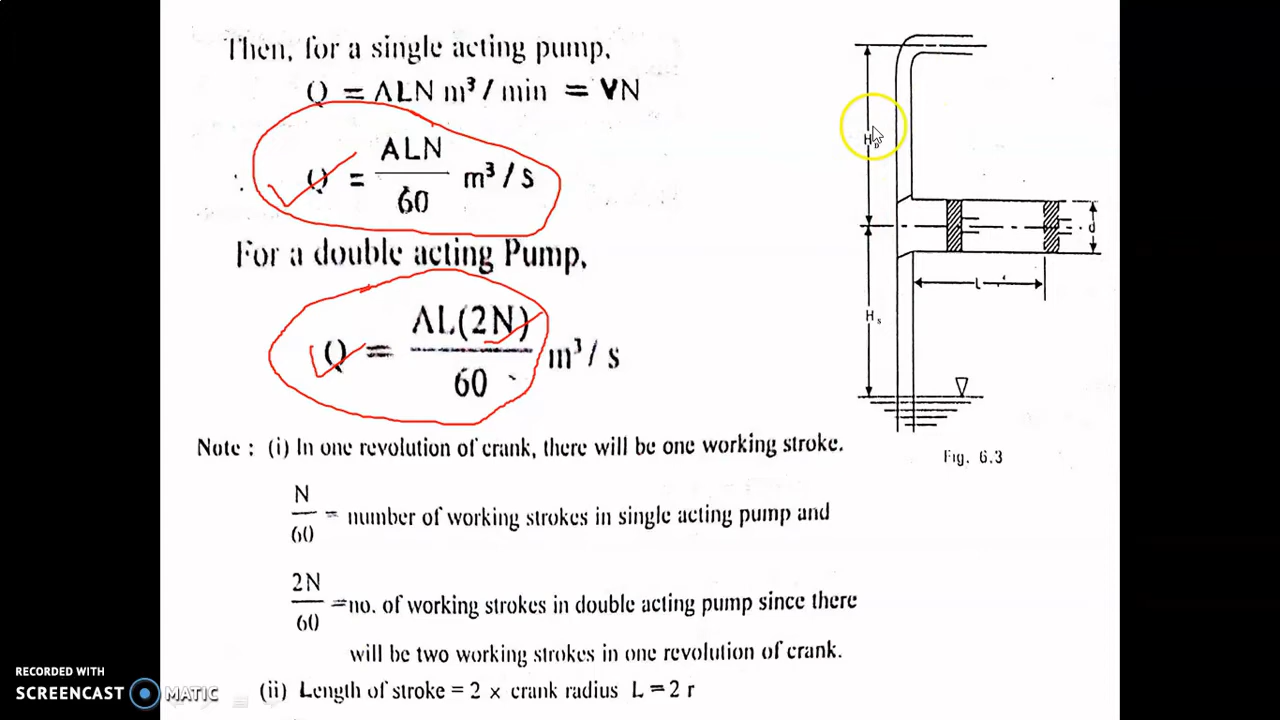 Then, for a single acting pump,
Q = ALN m³/min = VN
∴ Q = ALN/60 m³/s
For a double acting Pump,
Q = AL(2N)/60 m³/s
Note : (i) In one revolution of crank, there will be one working stroke.
N/60 = number of working strokes in single acting pump and
2N/60 = no. of working strokes in double acting pump since there
will be two working strokes in one revolution of crank.
(ii) Length of stroke = 2 × crank radius L = 2 r
H
d
L
Hs
Fig. 6.3
RECORDED WITH
SCREENCAST MATIC